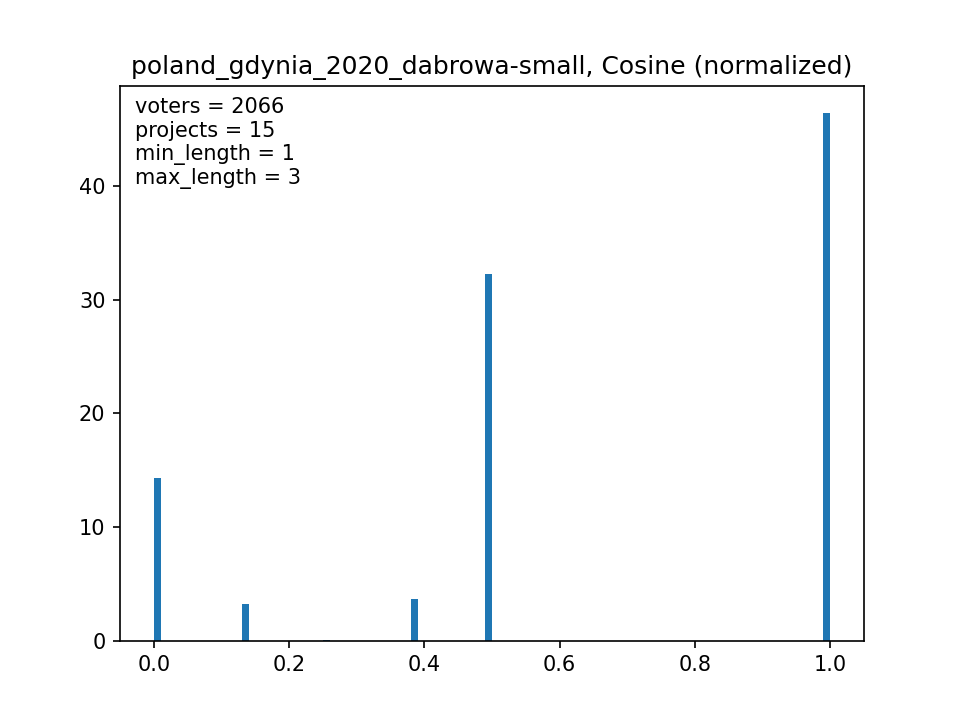 poland_gdynia_2020_dabrowa-small, Cosine (normalized)
voters = 2066
projects = 15
min_length = 1
max_length = 3
40
30
20
10
0
0.0 0.2 0.4 0.6 0.8 1.0